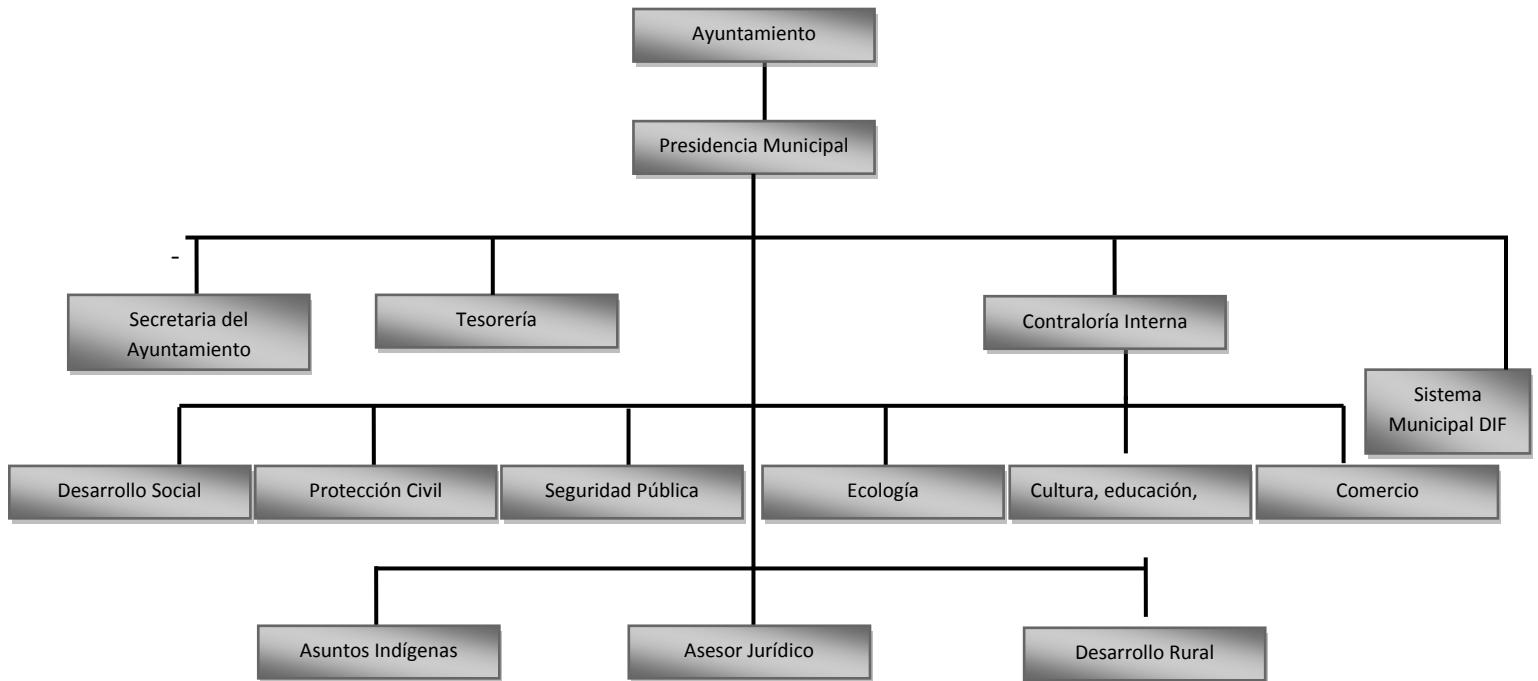 Ayuntamiento
Presidencia Municipal
-
Secretaria del
Ayuntamiento
Tesorería
Contraloría Interna
Sistema
Municipal DIF
Desarrollo Social
Protección Civil
Seguridad Pública
Ecología
Cultura, educación,
Comercio
Asuntos Indígenas
Asesor Jurídico
Desarrollo Rural